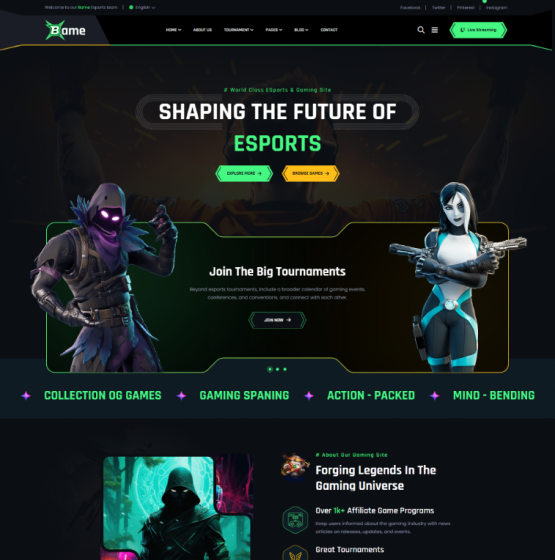 Welcome to our Bame Esports team
English
Facebook
Twitter
Pinterest
Instagram
Bame
HOME
ABOUT US
TOURNAMENT
PAGES
BLOG
CONTACT
Live Streaming
# World Class ESports & Gaming Site
SHAPING THE FUTURE OF
ESPORTS
EXPLORE MORE
BROWSE GAMES
Join The Big Tournaments
Beyond esports tournaments, include a broader calendar of gaming events,
conferences, and conventions. and connect with each other.
JOIN NOW
COLLECTION OG GAMES
GAMING SPANING
ACTION - PACKED
MIND - BENDING
# About Our Gaming Site
Forging Legends In The
Gaming Universe
Over 1k+ Affiliate Game Programs
Keep users informed about the gaming industry with news
articles on releases, updates, and events.
Great Tournaments